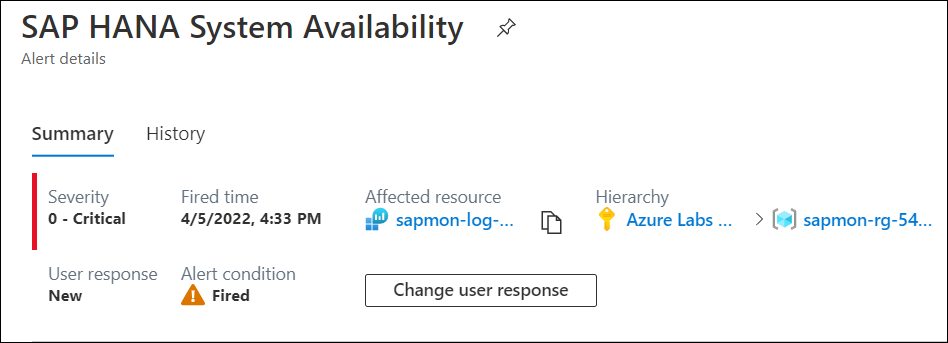 SAP HANA System Availability
Alert details
Summary History
Severity Fired time Affected resource Hierarchy
0 - Critical 4/5/2022, 4:33 PM sapmon-log-... Azure Labs ... > sapmon-rg-54...
User response Alert condition
New Fired Change user response